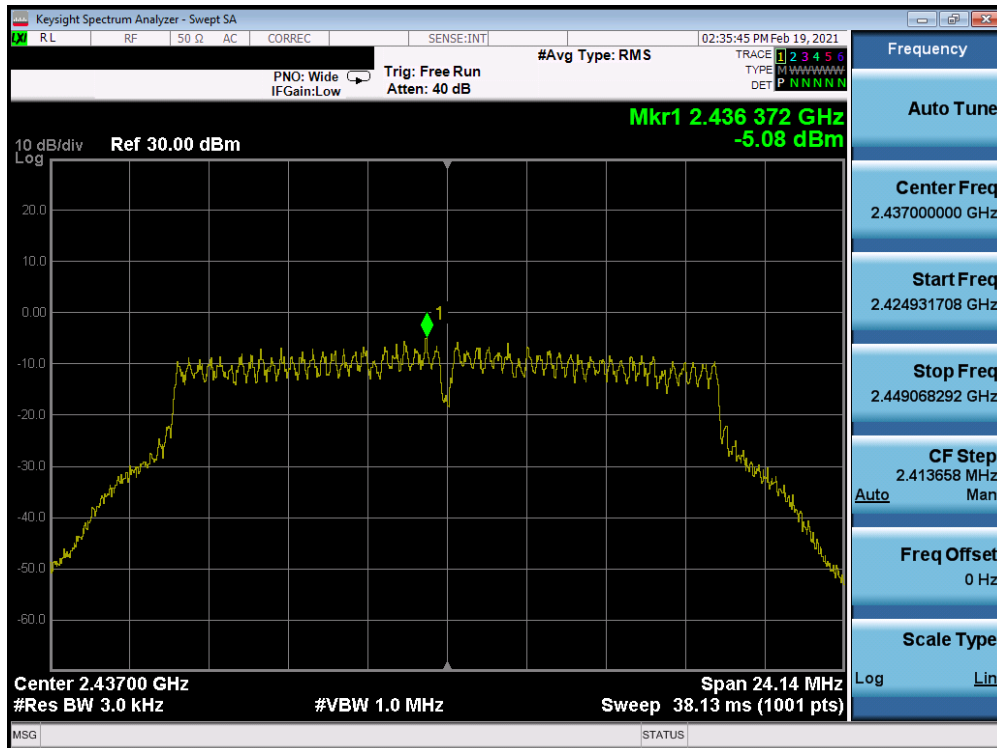 Keysight Spectrum Analyzer - Swept SA
LXI RL RF 50 Ω AC CORREC SENSE:INT 02:35:45 PM Feb 19, 2021
PNO: Wide Trig: Free Run #Avg Type: RMS TRACE 1 2 3 4 5 6
IFGain:Low Atten: 40 dB TYPE M WWWWW
DET P N N N N N
Mkr1 2.436 372 GHz
-5.08 dBm
10 dB/div Ref 30.00 dBm
Log
20.0
10.0
0.00
1
-10.0
-20.0
-30.0
-40.0
-50.0
-60.0
Center 2.43700 GHz Span 24.14 MHz
#Res BW 3.0 kHz #VBW 1.0 MHz Sweep 38.13 ms (1001 pts)
MSG STATUS
Frequency
Auto Tune
Center Freq
2.437000000 GHz
Start Freq
2.424931708 GHz
Stop Freq
2.449068292 GHz
CF Step
2.413658 MHz
Auto Man
Freq Offset
0 Hz
Scale Type
Log Lin